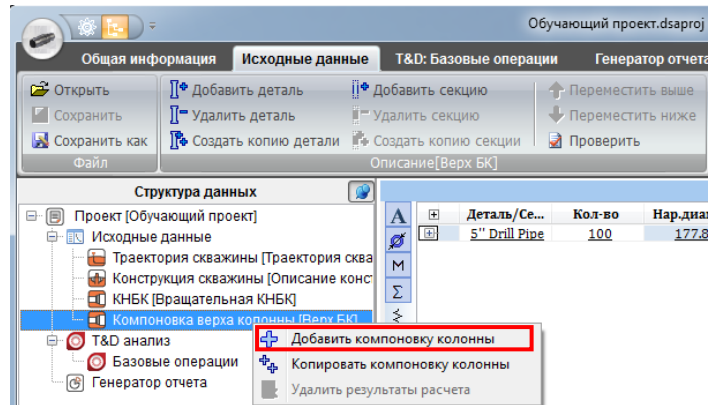 Обучающий проект.dsaproj
Общая информация Исходные данные T&D: Базовые операции Генератор отчета
Открыть Добавить деталь Добавить секцию Переместить выше
Сохранить Удалить деталь Удалить секцию Переместить ниже
Сохранить как Создать копию детали Создать копию секции Проверить
Файл Описание[Верх БК]
Структура данных
Проект [Обучающий проект] A Деталь/Се... Кол-во Нар.диам
Исходные данные 5'' Drill Pipe 100 177.8
Траектория скважины [Траектория сква
Конструкция скважины [Описание конс
M
КНБК [Вращательная КНБК] Σ
Компоновка верха колонны [Верх БК]
T&D анализ Добавить компоновку колонны
Базовые операции Копировать компоновку колонны
Генератор отчета Удалить результаты расчета